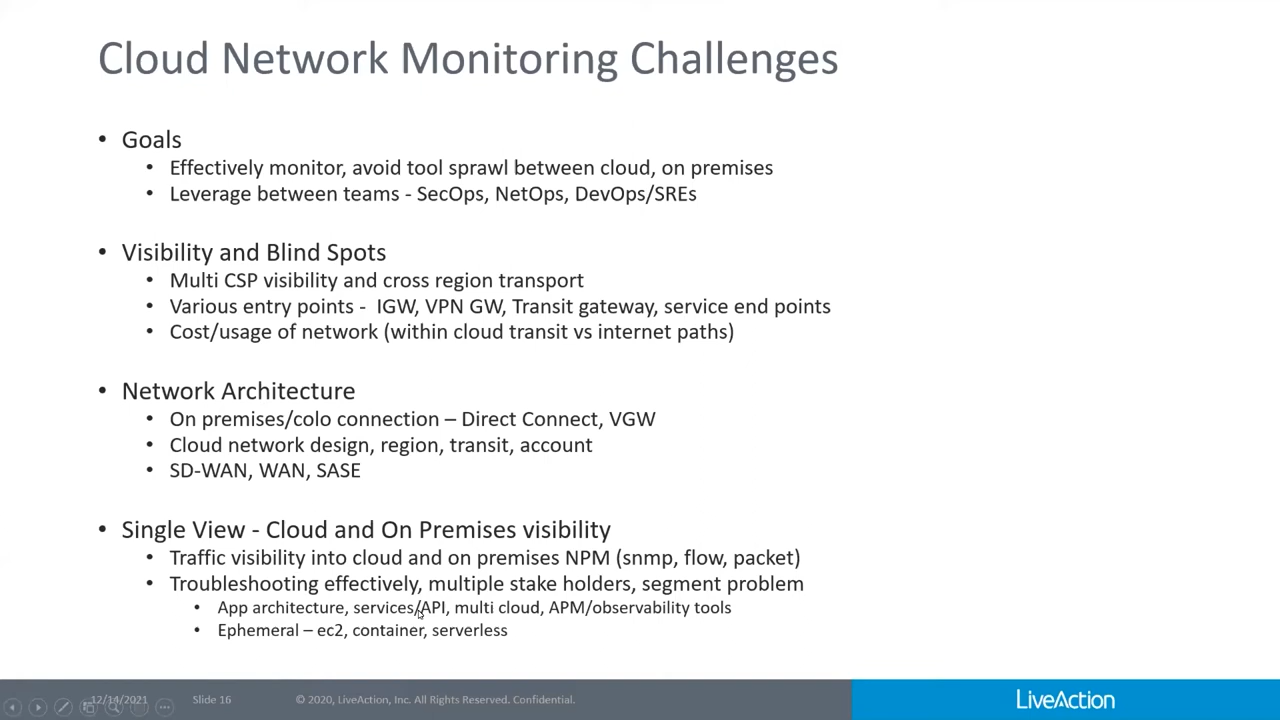 Cloud Network Monitoring Challenges
• Goals
• Effectively monitor, avoid tool sprawl between cloud, on premises
• Leverage between teams - SecOps, NetOps, DevOps/SREs
• Visibility and Blind Spots
• Multi CSP visibility and cross region transport
• Various entry points - IGW, VPN GW, Transit gateway, service end points
• Cost/usage of network (within cloud transit vs internet paths)
• Network Architecture
• On premises/colo connection – Direct Connect, VGW
• Cloud network design, region, transit, account
• SD-WAN, WAN, SASE
• Single View - Cloud and On Premises visibility
• Traffic visibility into cloud and on premises NPM (snmp, flow, packet)
• Troubleshooting effectively, multiple stake holders, segment problem
• App architecture, services/API, multi cloud, APM/observability tools
• Ephemeral – ec2, container, serverless
12/14/2021 Slide 16 © 2020, LiveAction, Inc. All Rights Reserved. Confidential. LiveAction